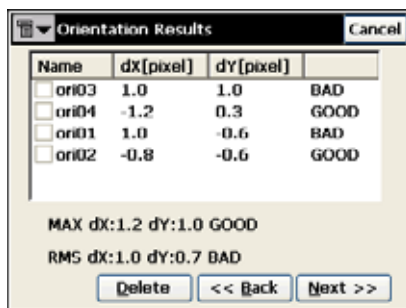 Orientation Results Cancel
Name dX[pixel] dY[pixel]
ori03 1.0 1.0 BAD
ori04 -1.2 0.3 GOOD
ori01 1.0 -0.6 BAD
ori02 -0.8 -0.6 GOOD
MAX dX:1.2 dY:1.0 GOOD
RMS dX:1.0 dY:0.7 BAD
Delete << Back Next >>